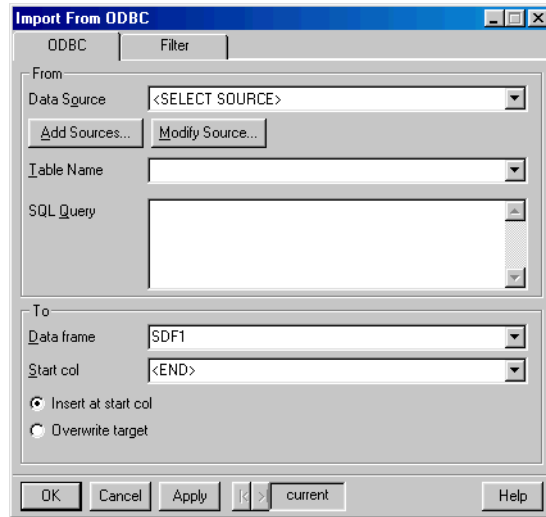 Import From ODBC
ODBC Filter
From
Data Source <SELECT SOURCE>
Add Sources... Modify Source...
Table Name
SQL Query
To
Data frame SDF1
Start col <END>
Insert at start col
Overwrite target
OK Cancel Apply current Help